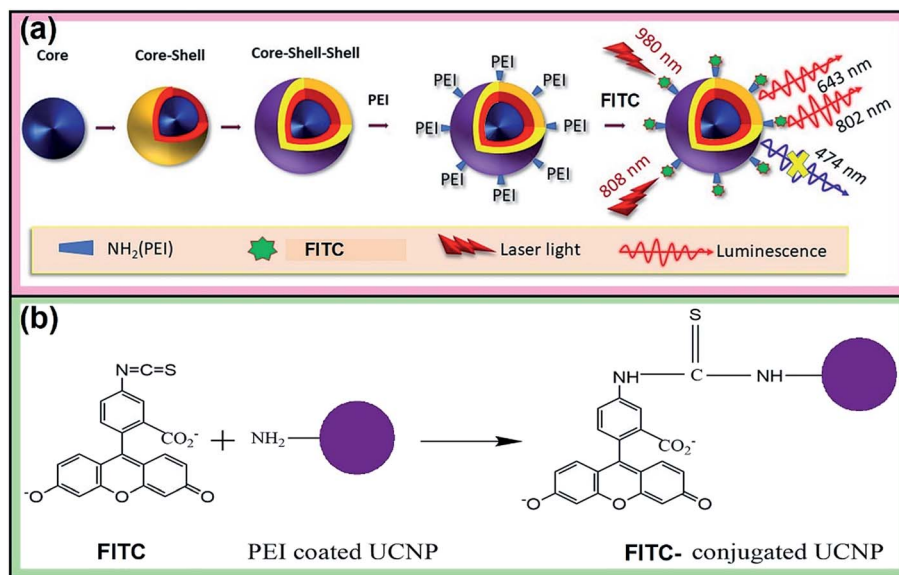 (a)
Core
Core-Shell
Core-Shell-Shell
PEI
PEI
PEI
PEI
PEI
PEI
PEI
PEI
PEI
FITC
980 nm
808 nm
643 nm
802 nm
474 nm
NH2(PEI)
FITC
Laser light
Luminescence
(b)
N=C=S
CO2-
-O
O
O
FITC
+
NH2
PEI coated UCNP
S
NH
C
NH
CO2-
-O
O
O
FITC- conjugated UCNP